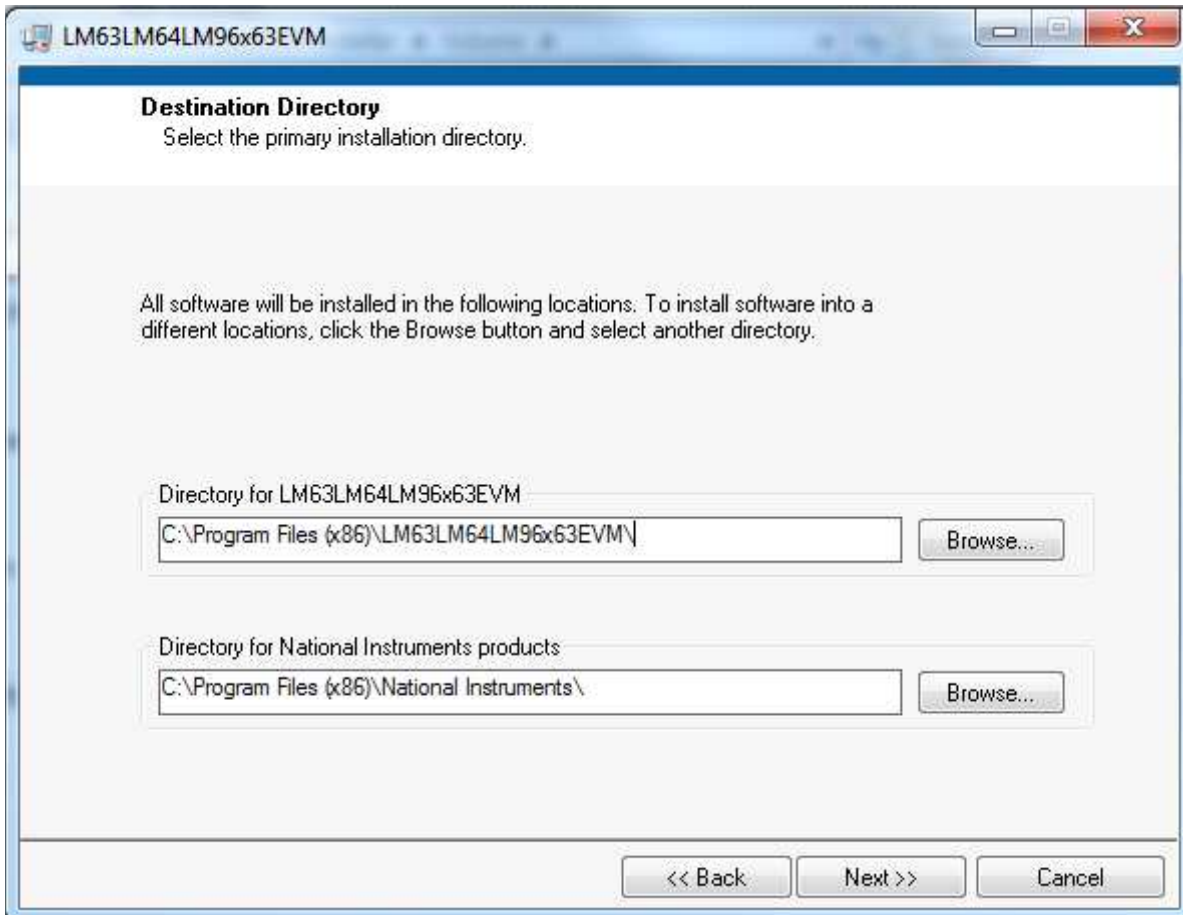 LM63LM64LM96x63EVM
Destination Directory
Select the primary installation directory.
All software will be installed in the following locations. To install software into a
different locations, click the Browse button and select another directory.
Directory for LM63LM64LM96x63EVM
C:\Program Files (x86)\LM63LM64LM96x63EVM\
Browse...
Directory for National Instruments products
C:\Program Files (x86)\National Instruments\
Browse...
<< Back
Next >>
Cancel